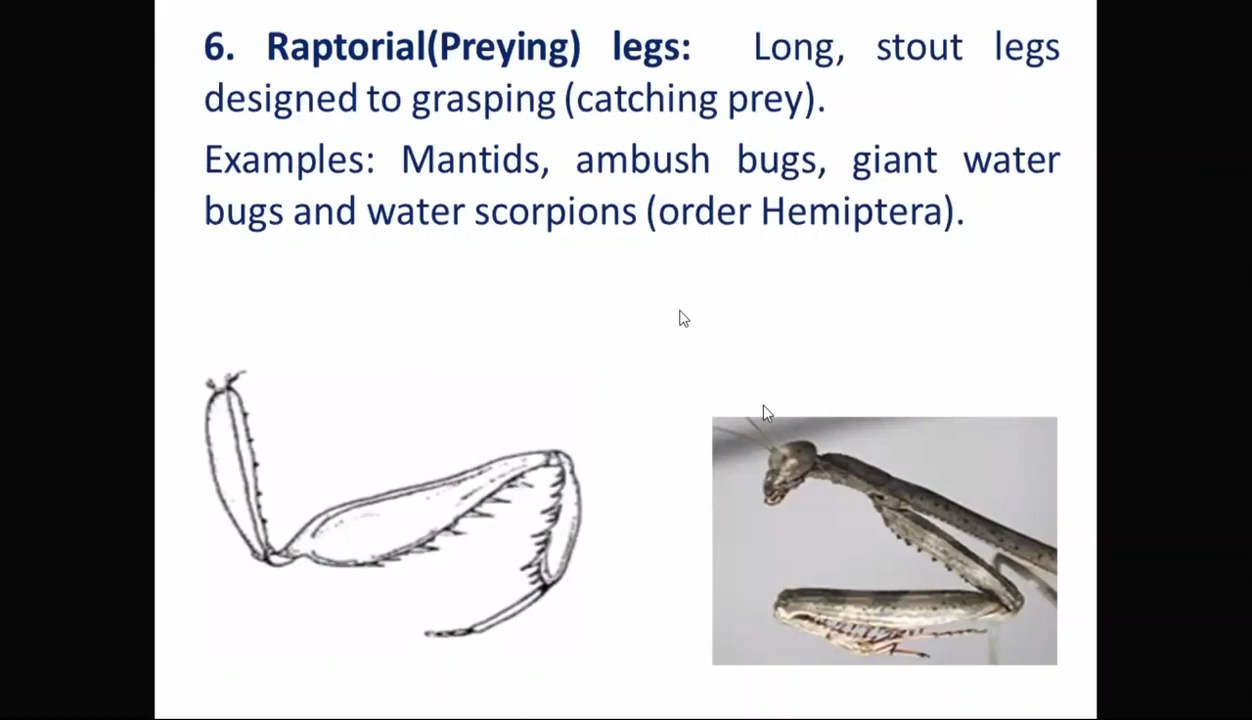 6. Raptorial(Preying) legs: Long, stout legs
designed to grasping (catching prey).
Examples: Mantids, ambush bugs, giant water
bugs and water scorpions (order Hemiptera).